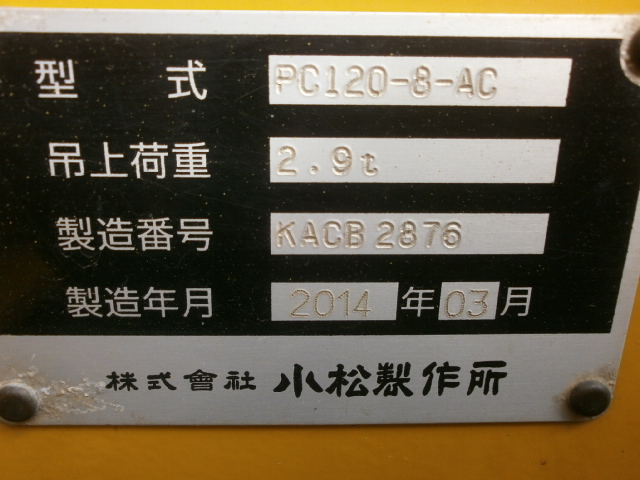 型 式 PC120-8-AC
吊上荷重 2.9t
製造番号 KACB 2876
製造年月 2014 年 03 月
株式會社 小松製作所